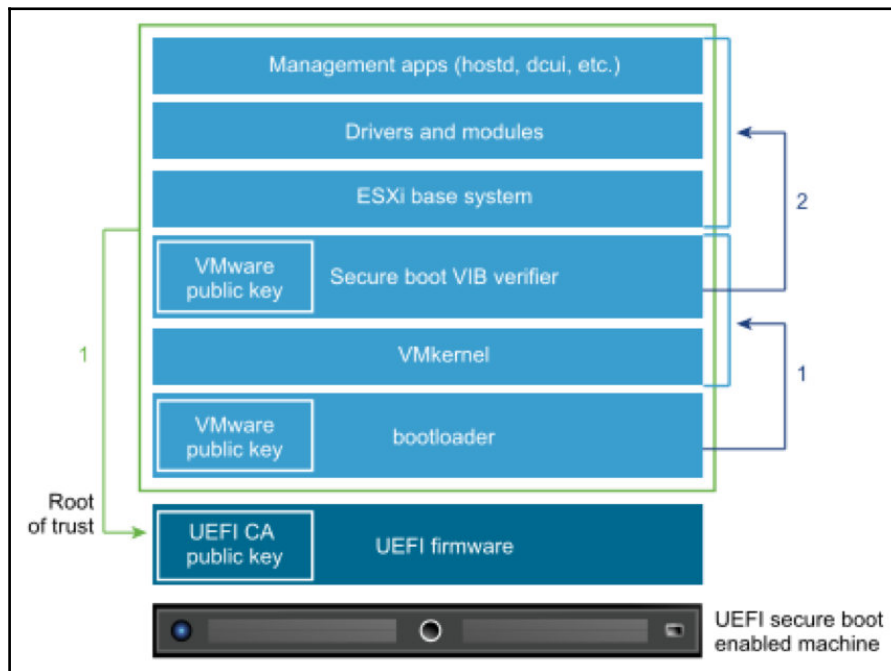 Management apps (hostd, dcui, etc.)
Drivers and modules
ESXi base system
2
VMware
public key
Secure boot VIB verifier
1
VMkernel
1
VMware
public key
bootloader
Root
of trust
UEFI CA
public key
UEFI firmware
UEFI secure boot
enabled machine